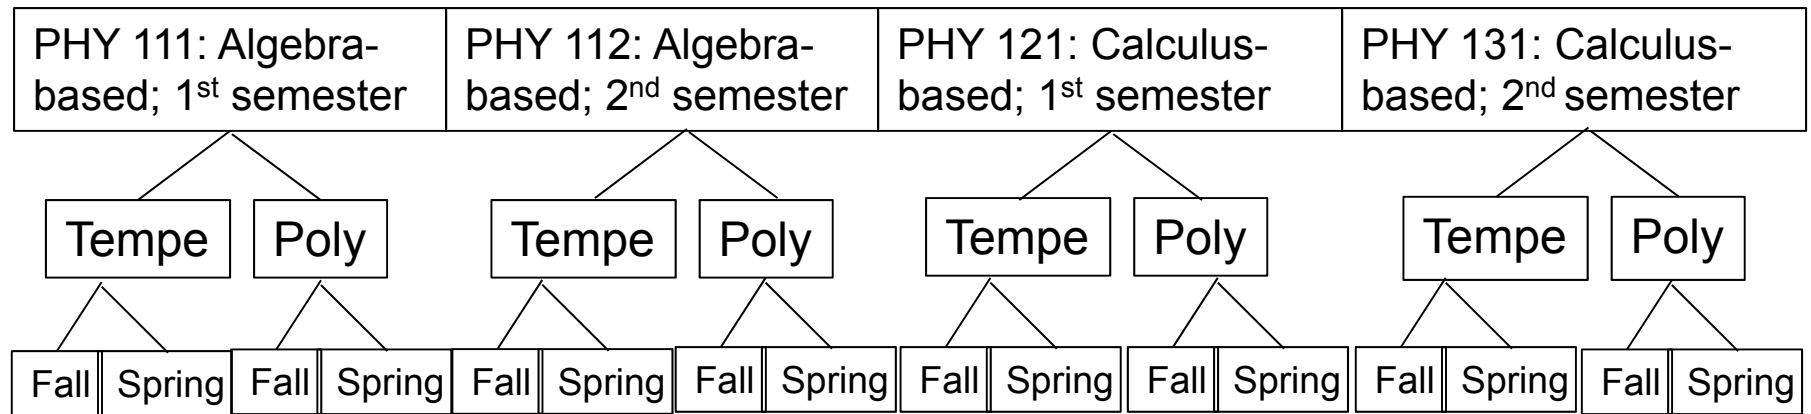 PHY 111: Algebra-
based; 1st semester
PHY 112: Algebra-
based; 2nd semester
PHY 121: Calculus-
based; 1st semester
PHY 131: Calculus-
based; 2nd semester
Tempe
Poly
Tempe
Poly
Tempe
Poly
Tempe
Poly
Fall
Spring
Fall
Spring
Fall
Spring
Fall
Spring
Fall
Spring
Fall
Spring
Fall
Spring
Fall
Spring